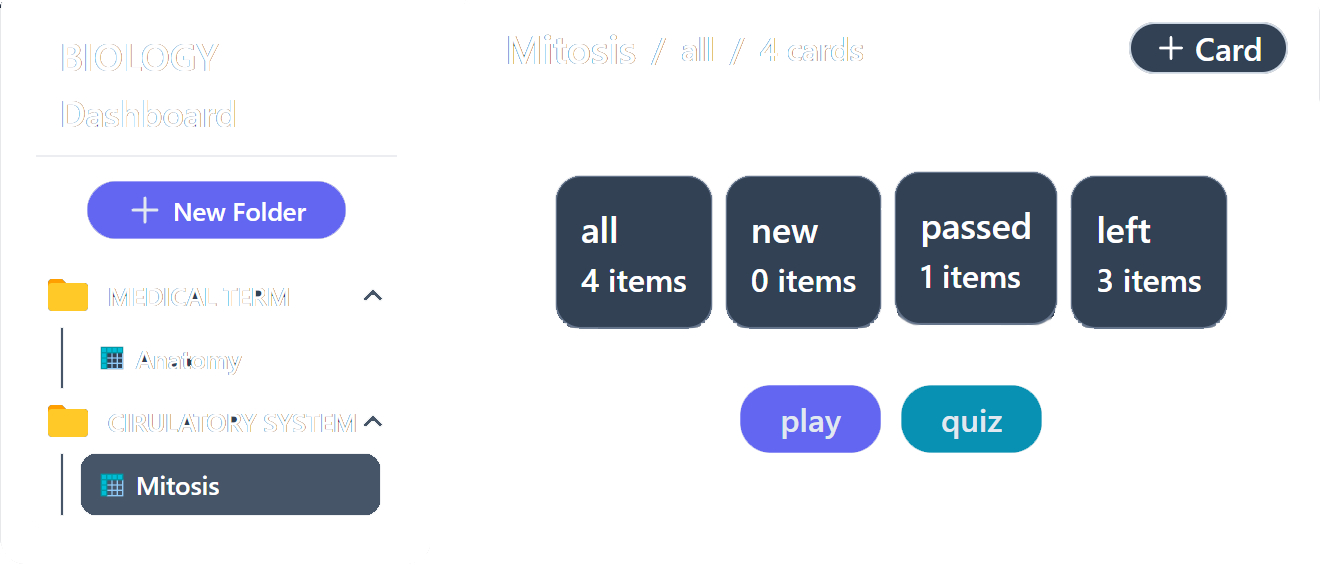 BIOLOGY
Dashboard
+ New Folder
MEDICAL TERM
Anatomy
CIRULATORY SYSTEM
Mitosis
Mitosis / all / 4 cards
+ Card
all
4 items
new
0 items
passed
1 items
left
3 items
play
quiz